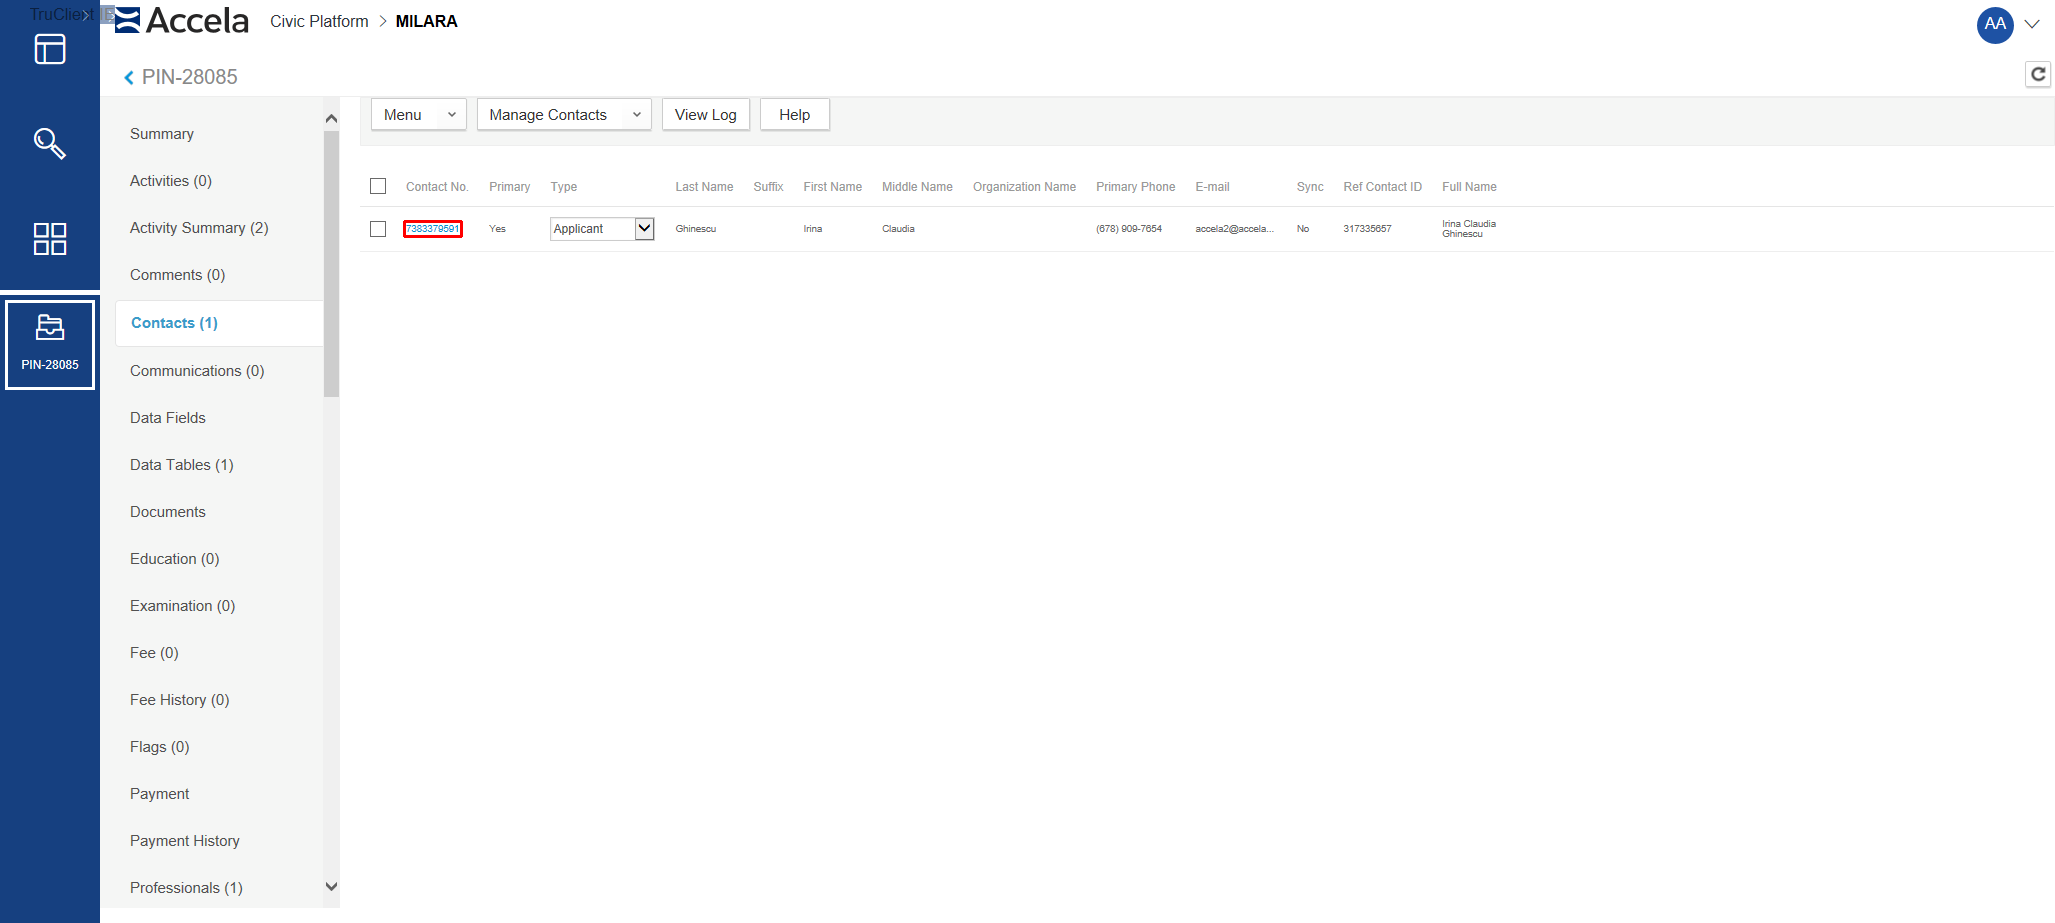 TruClient
Accela
Civic Platform > MILARA
AA
PIN-28085
Menu
Manage Contacts
View Log
Help
Summary
Activities (0)
Activity Summary (2)
Comments (0)
Contacts (1)
Communications (0)
Data Fields
Data Tables (1)
Documents
Education (0)
Examination (0)
Fee (0)
Fee History (0)
Flags (0)
Payment
Payment History
Professionals (1)
PIN-28085
Contact No. Primary Type Last Name Suffix First Name Middle Name Organization Name Primary Phone E-mail Sync Ref Contact ID Full Name
7383379591 Yes Applicant Ghinescu Irina Claudia (678) 909-7654 accela2@accela... No 317335657 Irina Claudia
Ghinescu